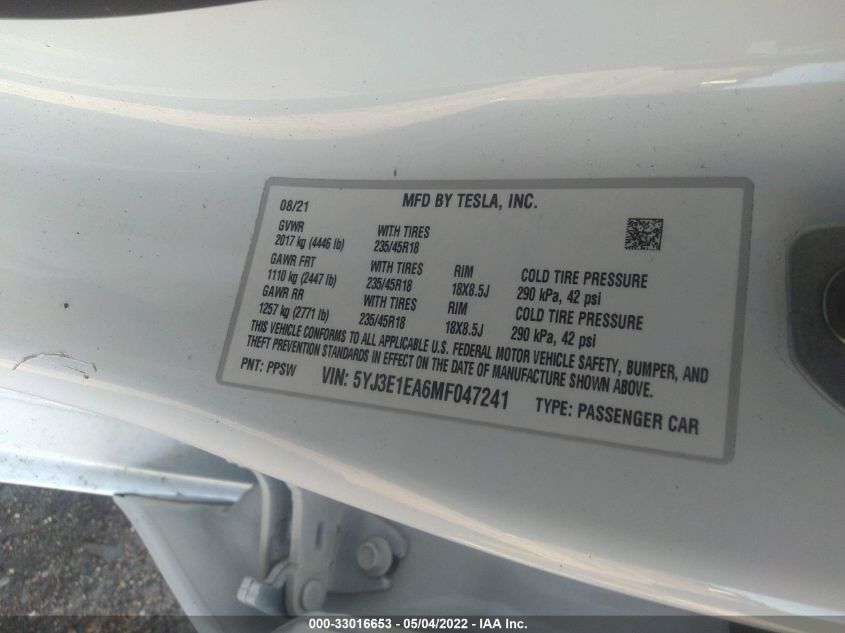 08/21 MFD BY TESLA, INC.
GVWR WITH TIRES
2017 kg (4446 lb) 235/45R18
GAWR FRT WITH TIRES RIM COLD TIRE PRESSURE
1110 kg (2447 lb) 235/45R18 18X8.5J 290 kPa, 42 psi
GAWR RR WITH TIRES RIM COLD TIRE PRESSURE
1257 kg (2771 lb) 235/45R18 18X8.5J 290 kPa, 42 psi
THIS VEHICLE CONFORMS TO ALL APPLICABLE U.S. FEDERAL MOTOR VEHICLE SAFETY, BUMPER, AND
THEFT PREVENTION STANDARDS IN EFFECT ON THE DATE OF MANUFACTURE SHOWN ABOVE.
PNT: PPSW VIN: 5YJ3E1EA6MF047241 TYPE: PASSENGER CAR
000-33016653 - 05/04/2022 - IAA Inc.